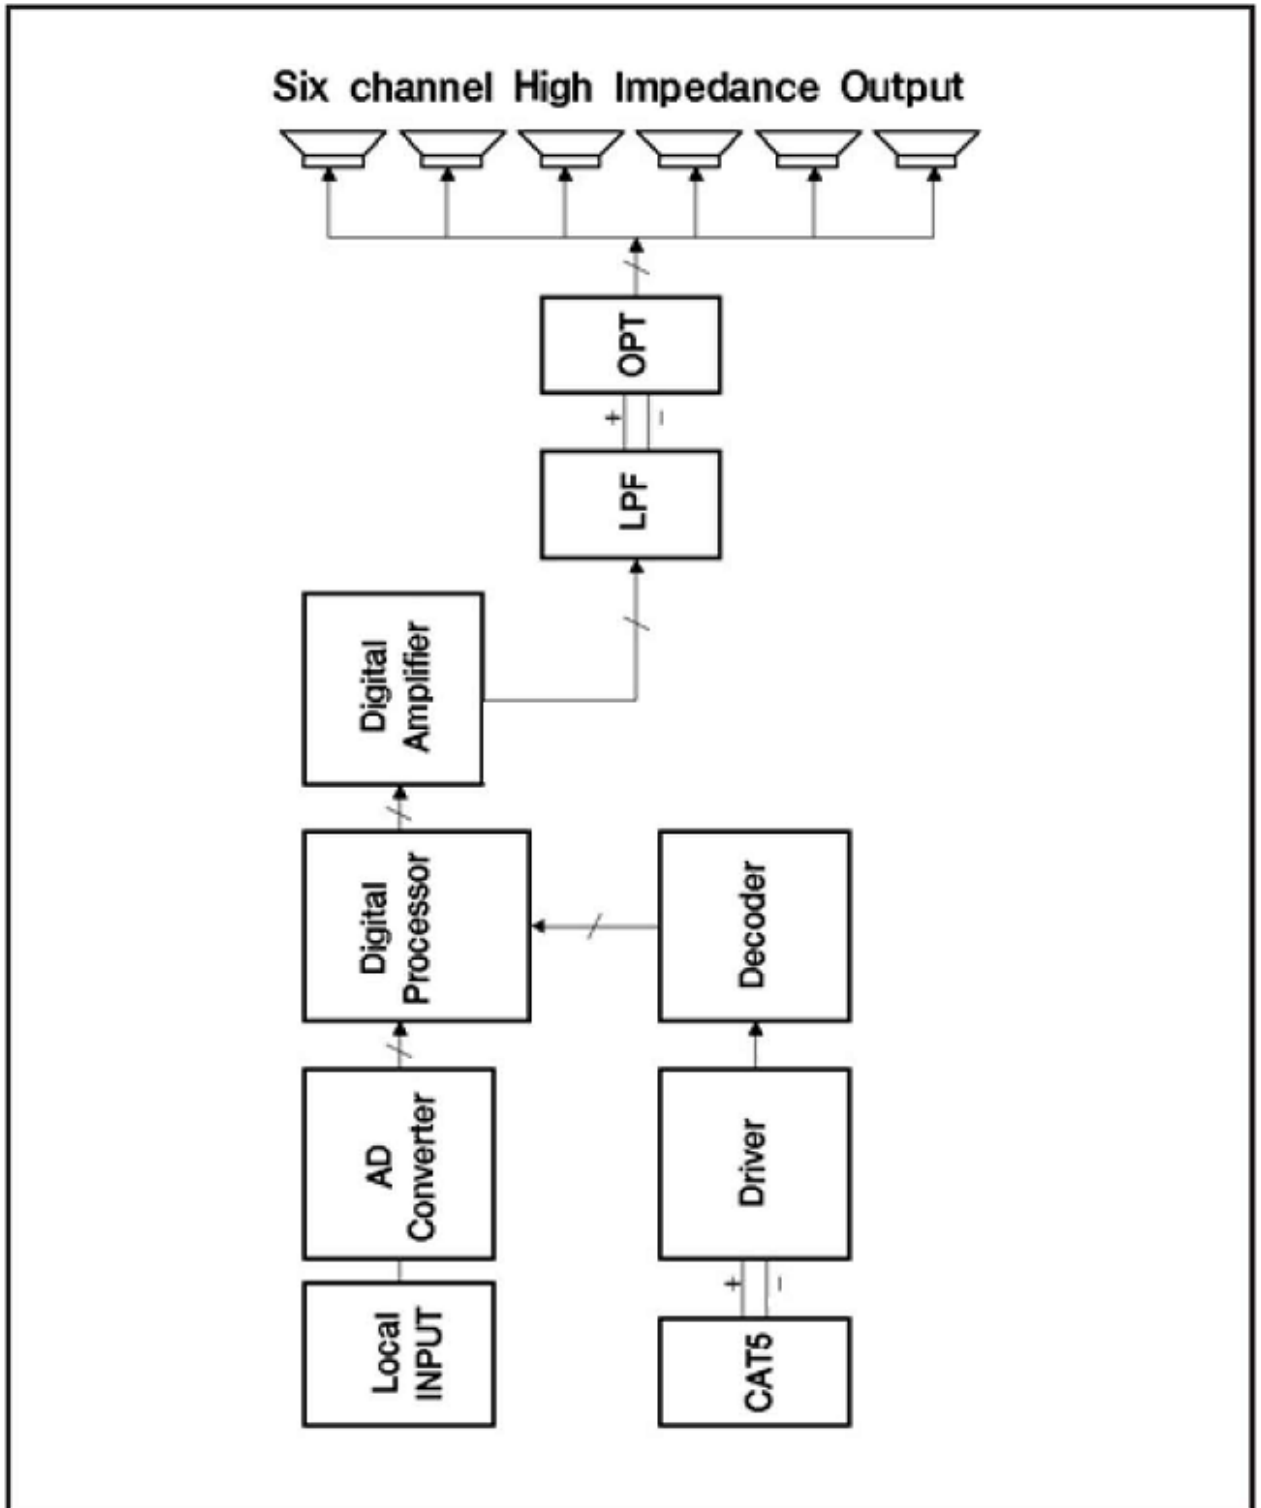 Six channel High Impedance Output
OPT
+ −
LPF
Digital
Amplifier
Digital
Processor
Decoder
AD
Converter
Driver
+ −
Local
INPUT
CAT5